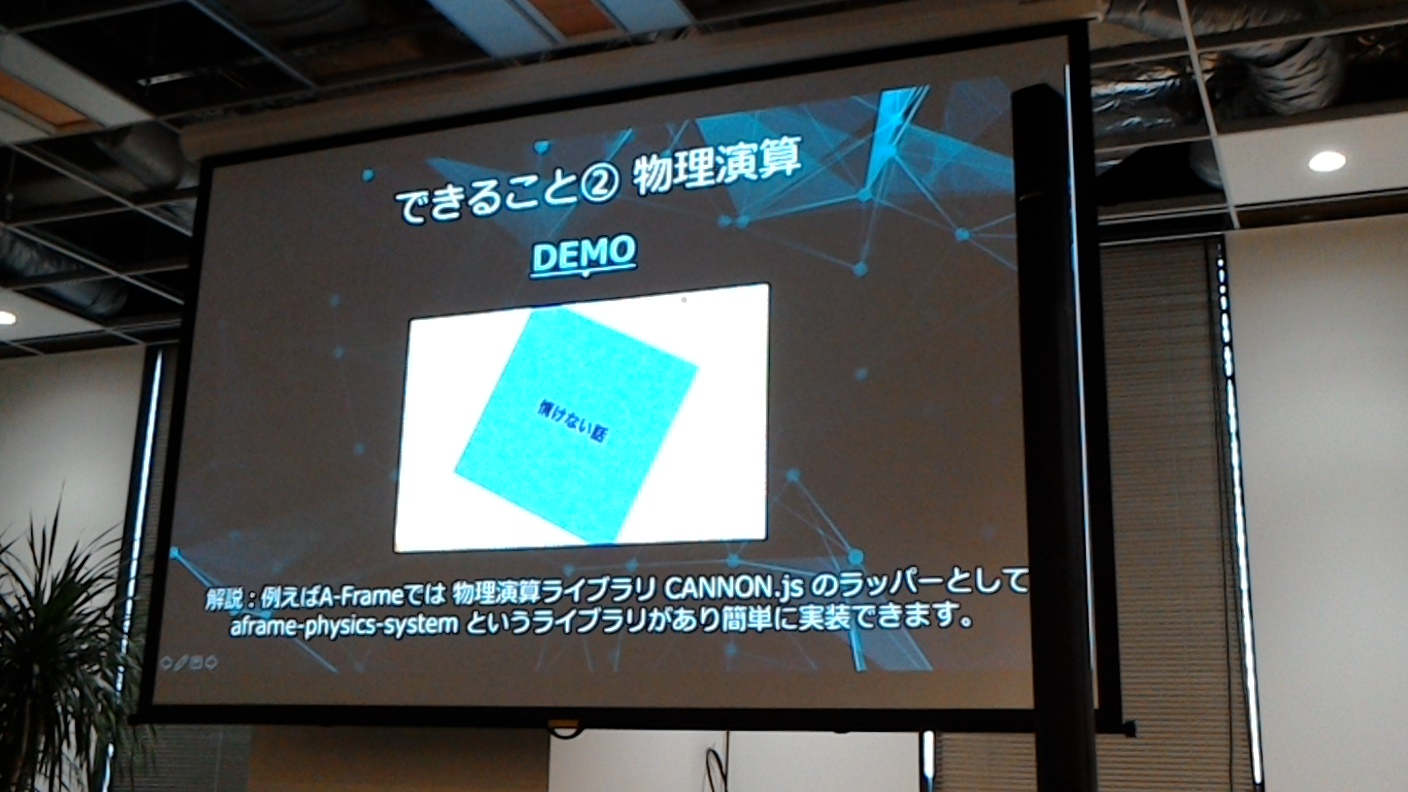 できること② 物理演算
DEMO
情けない話
解説：例えばA-Frameでは 物理演算ライブラリ CANNON.js のラッパーとして
aframe-physics-system というライブラリがあり簡単に実装できます。